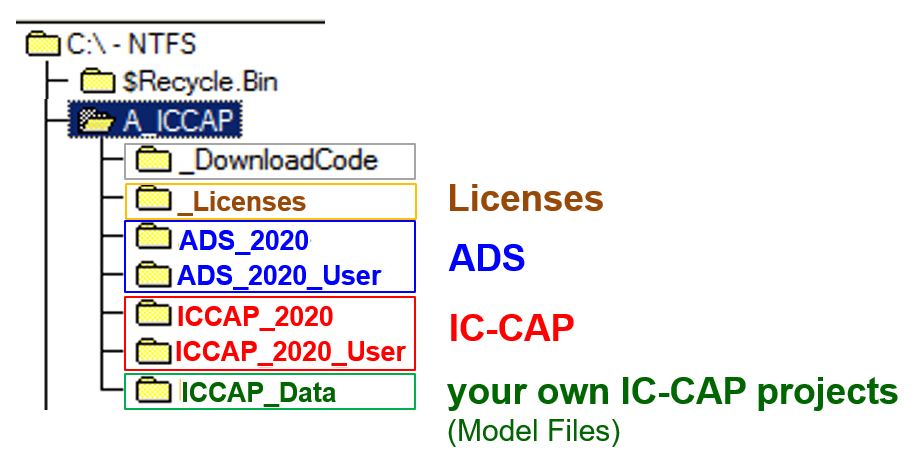 C:\ - NTFS
$Recycle.Bin
A_ICCAP
_DownloadCode
_Licenses
Licenses
ADS_2020
ADS
ADS_2020_User
ICCAP_2020
IC-CAP
ICCAP_2020_User
ICCAP_Data
your own IC-CAP projects
(Model Files)